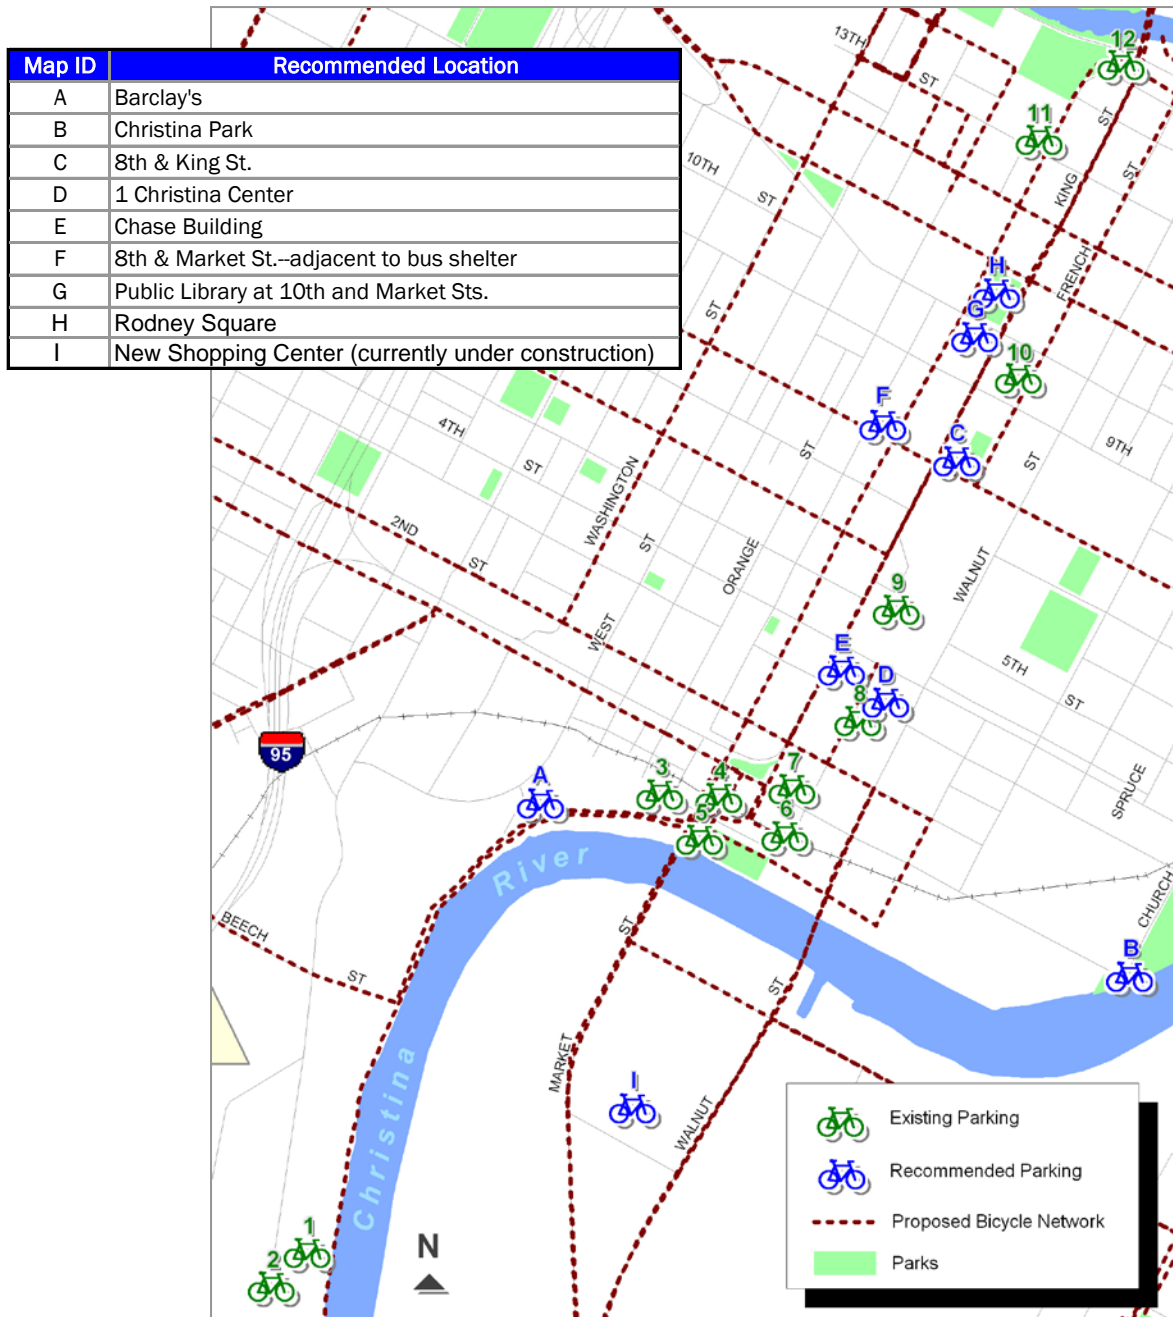 Map ID Recommended Location
A Barclay's
B Christina Park
C 8th & King St.
D 1 Christina Center
E Chase Building
F 8th & Market St.--adjacent to bus shelter
G Public Library at 10th and Market Sts.
H Rodney Square
I New Shopping Center (currently under construction)
13TH
ST
12
11
ST
10TH
ST
KING
ST
FRENCH
H
G
ST
10
F
C
4TH
ST
ST
9TH
ST
WASHINGTON
2ND
ST
ST
ORANGE
WALNUT
9
WEST
E
D
8
5TH
ST
95
SPRUCE
A
3
4
7
5
6
River
CHURCH
BEECH
ST
ST
B
ST
MARKET
I
WALNUT
Christina
1
2
N
Existing Parking
Recommended Parking
Proposed Bicycle Network
Parks